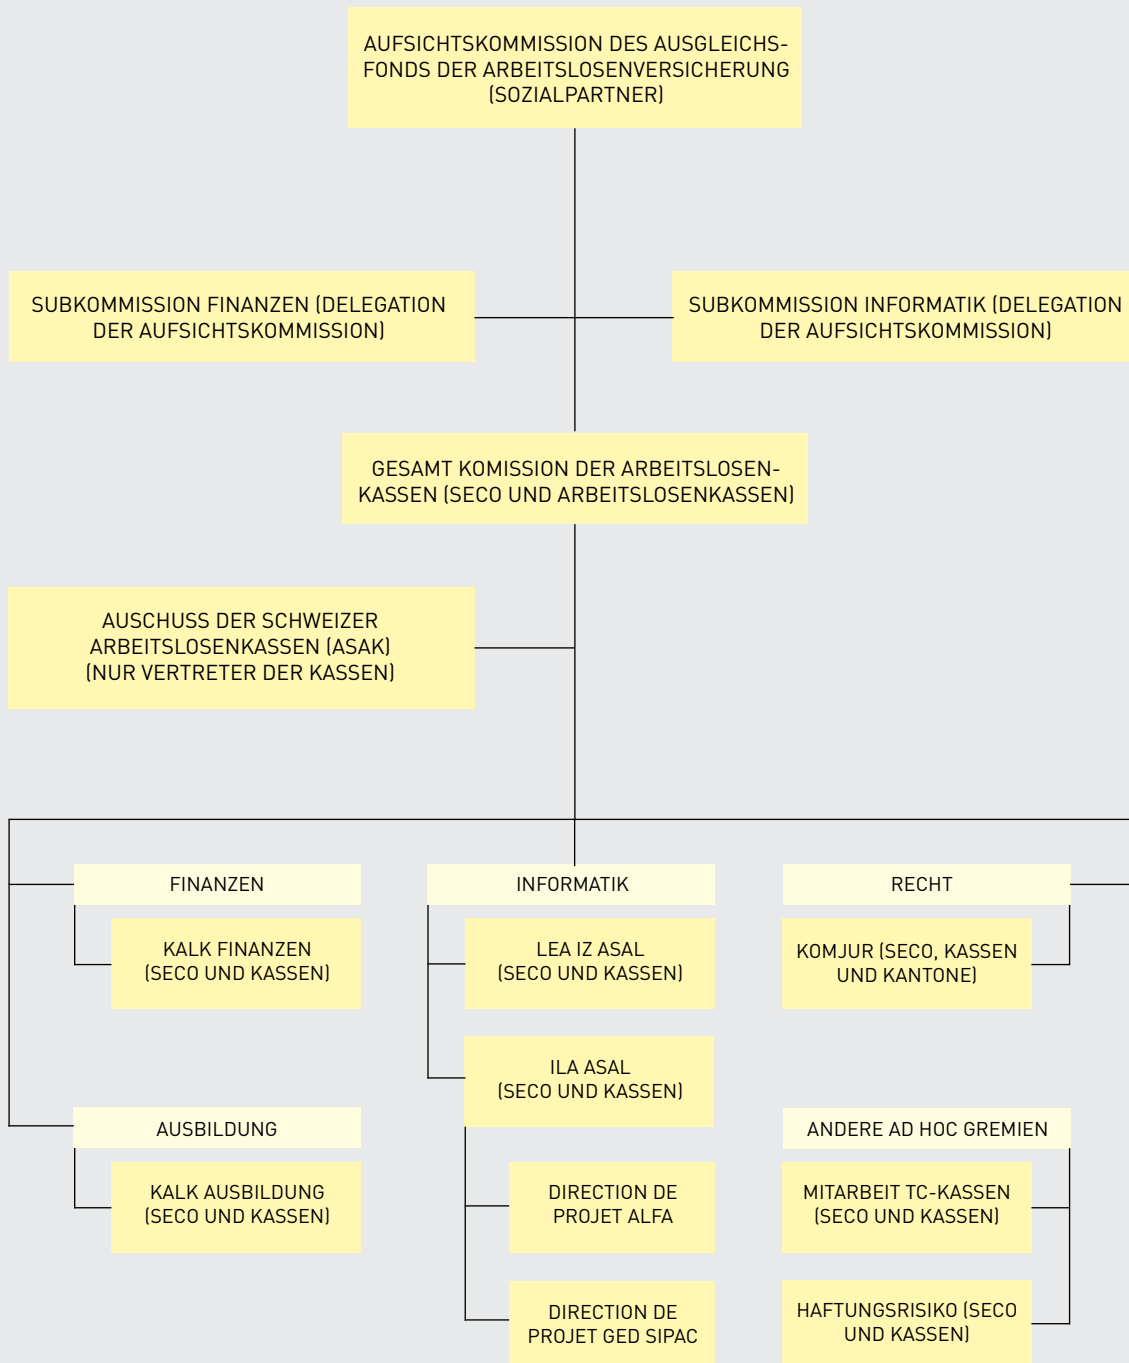 AUFSICHTSKOMMISSION DES AUSGLEICHS-
FONDS DER ARBEITSLOSENVERSICHERUNG
(SOZIALPARTNER)
SUBKOMMISSION FINANZEN (DELEGATION
DER AUFSICHTSKOMMISSION)
SUBKOMMISSION INFORMATIK (DELEGATION
DER AUFSICHTSKOMMISSION)
GESAMT KOMISSION DER ARBEITSLOSEN-
KASSEN (SECO UND ARBEITSLOSENKASSEN)
AUSCHUSS DER SCHWEIZER
ARBEITSLOSENKASSEN (ASAK)
(NUR VERTRETER DER KASSEN)
FINANZEN
KALK FINANZEN
(SECO UND KASSEN)
AUSBILDUNG
KALK AUSBILDUNG
(SECO UND KASSEN)
INFORMATIK
LEA IZ ASAL
(SECO UND KASSEN)
ILA ASAL
(SECO UND KASSEN)
DIRECTION DE
PROJET ALFA
DIRECTION DE
PROJET GED SIPAC
RECHT
KOMJUR (SECO, KASSEN
UND KANTONE)
ANDERE AD HOC GREMIEN
MITARBEIT TC-KASSEN
(SECO UND KASSEN)
HAFTUNGSRISIKO (SECO
UND KASSEN)